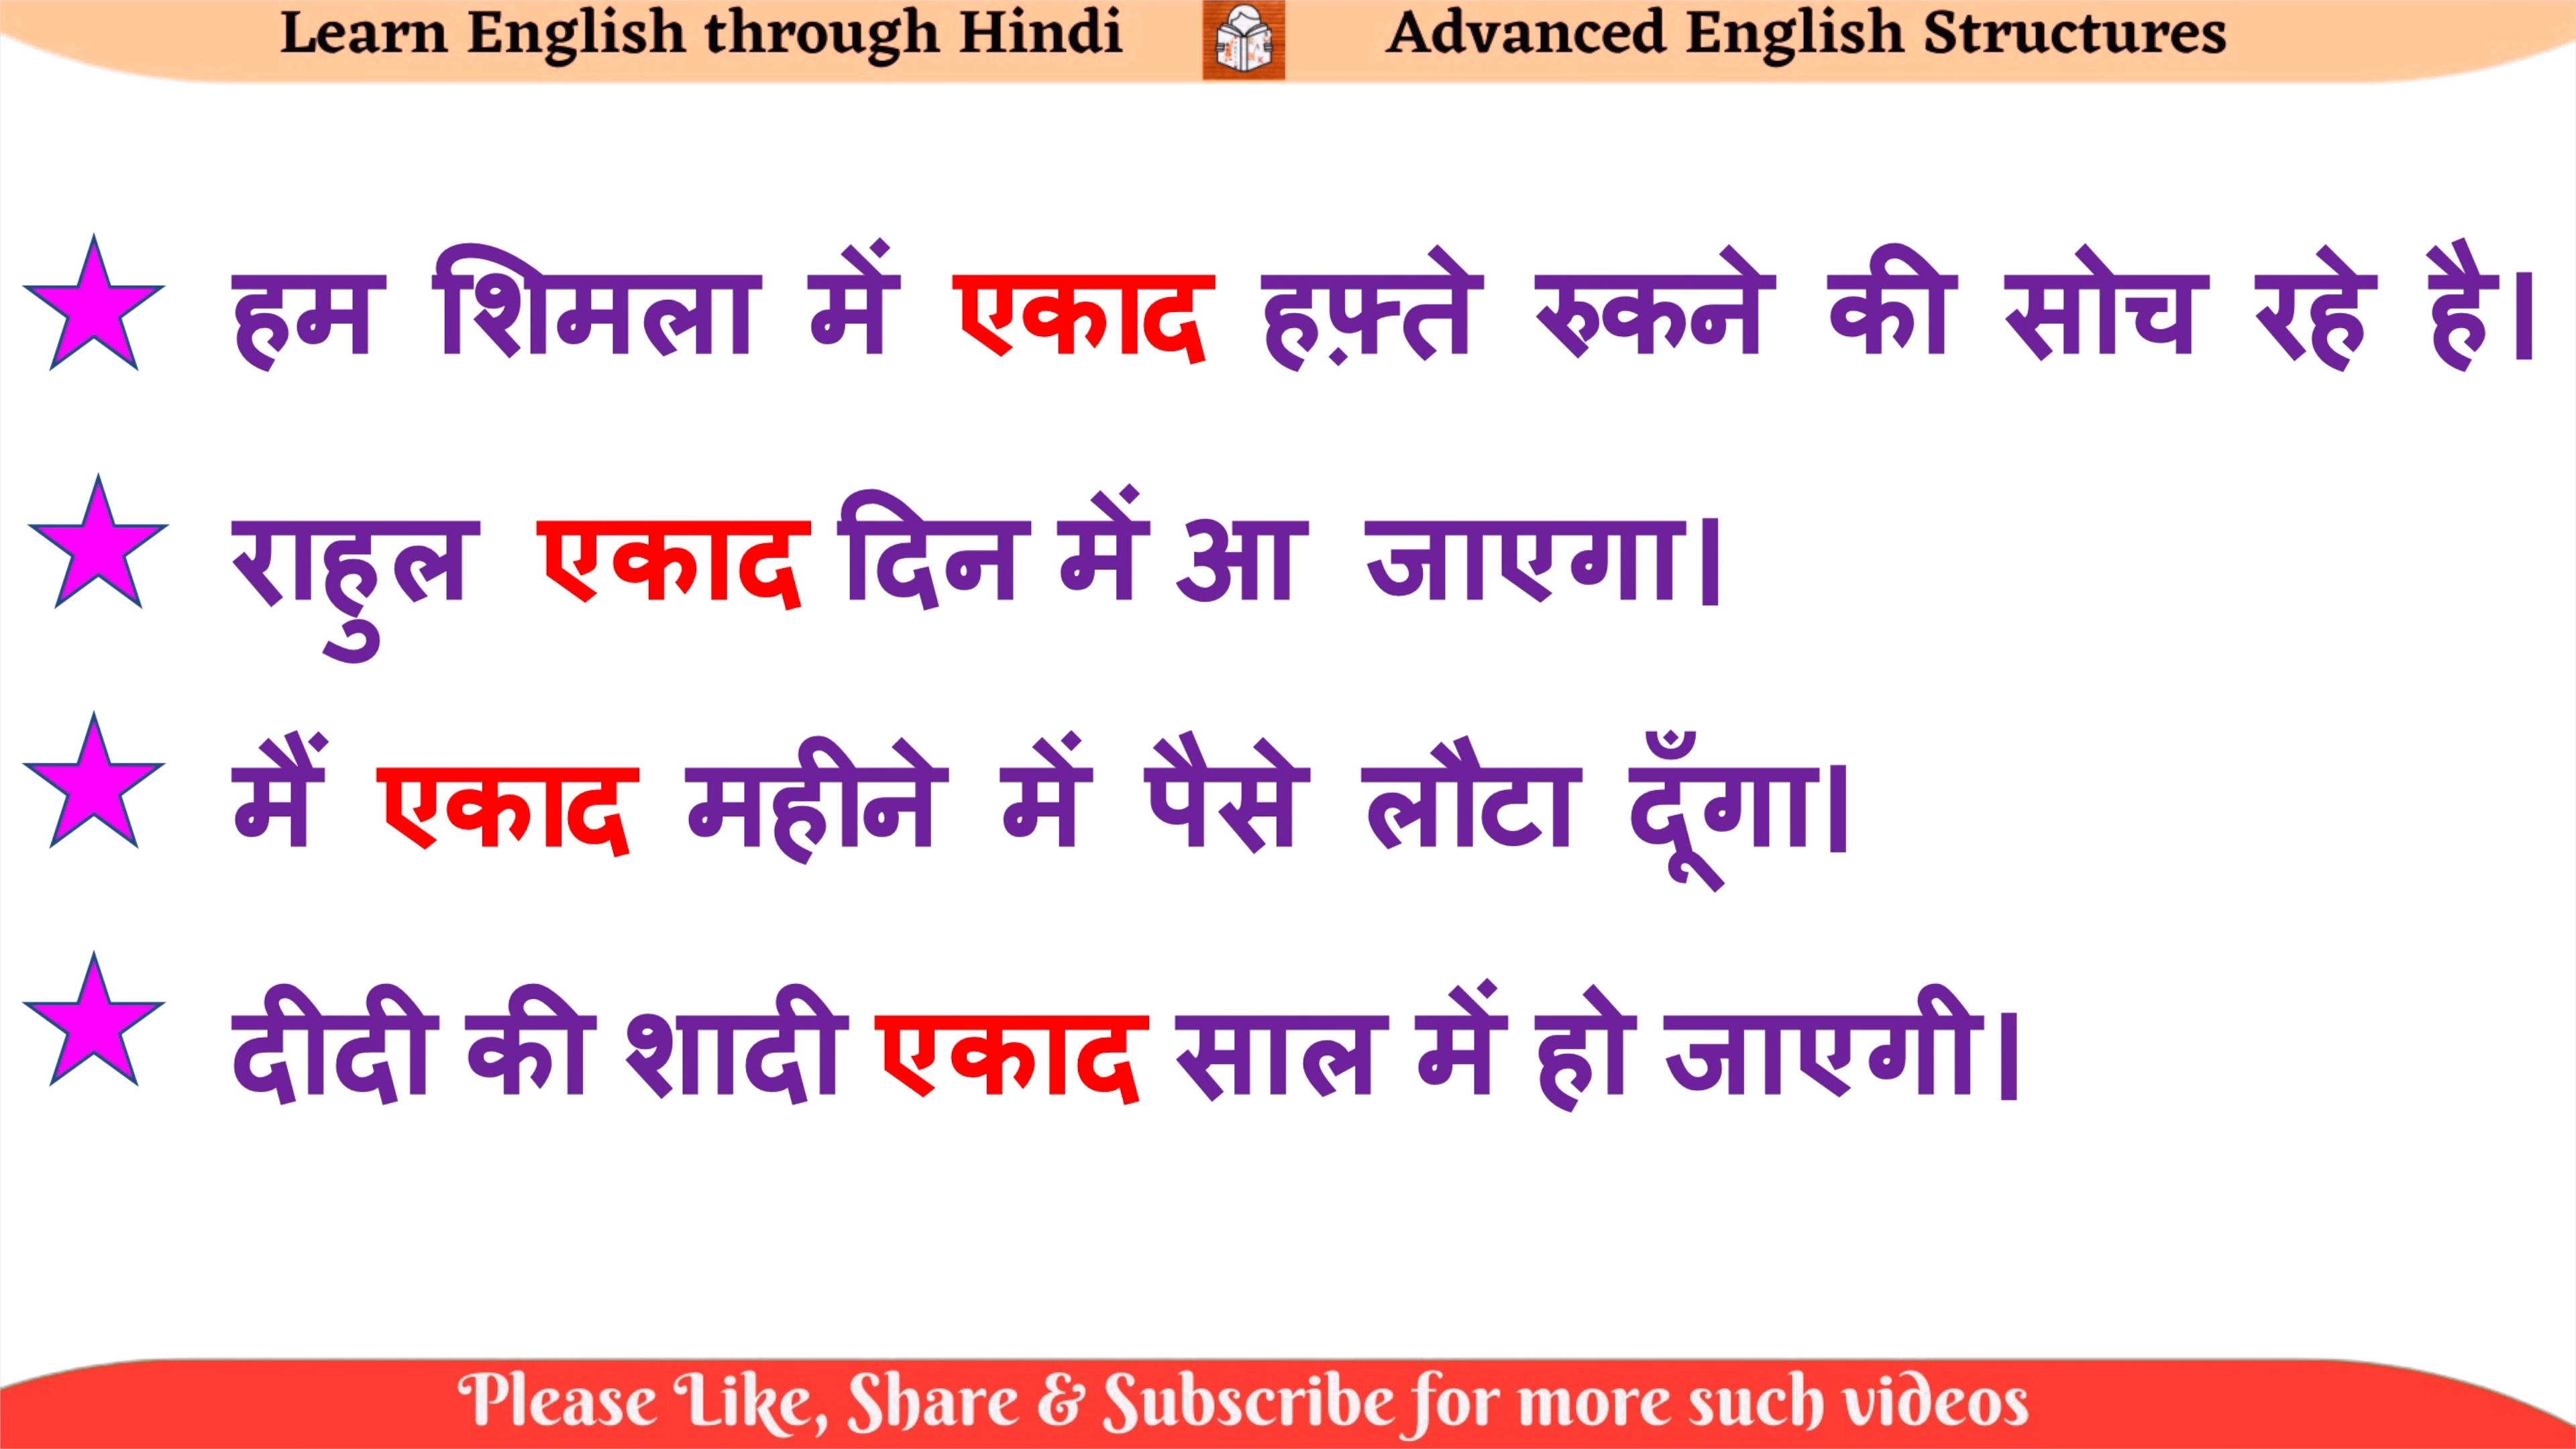 Learn English through Hindi Advanced English Structures
हम शिमला में एकाद हफ़्ते रुकने की सोच रहे है।
राहुल एकाद दिन में आ जाएगा।
मैं एकाद महीने में पैसे लौटा दूँगा।
दीदी की शादी एकाद साल में हो जाएगी।
Please Like, Share & Subscribe for more such videos